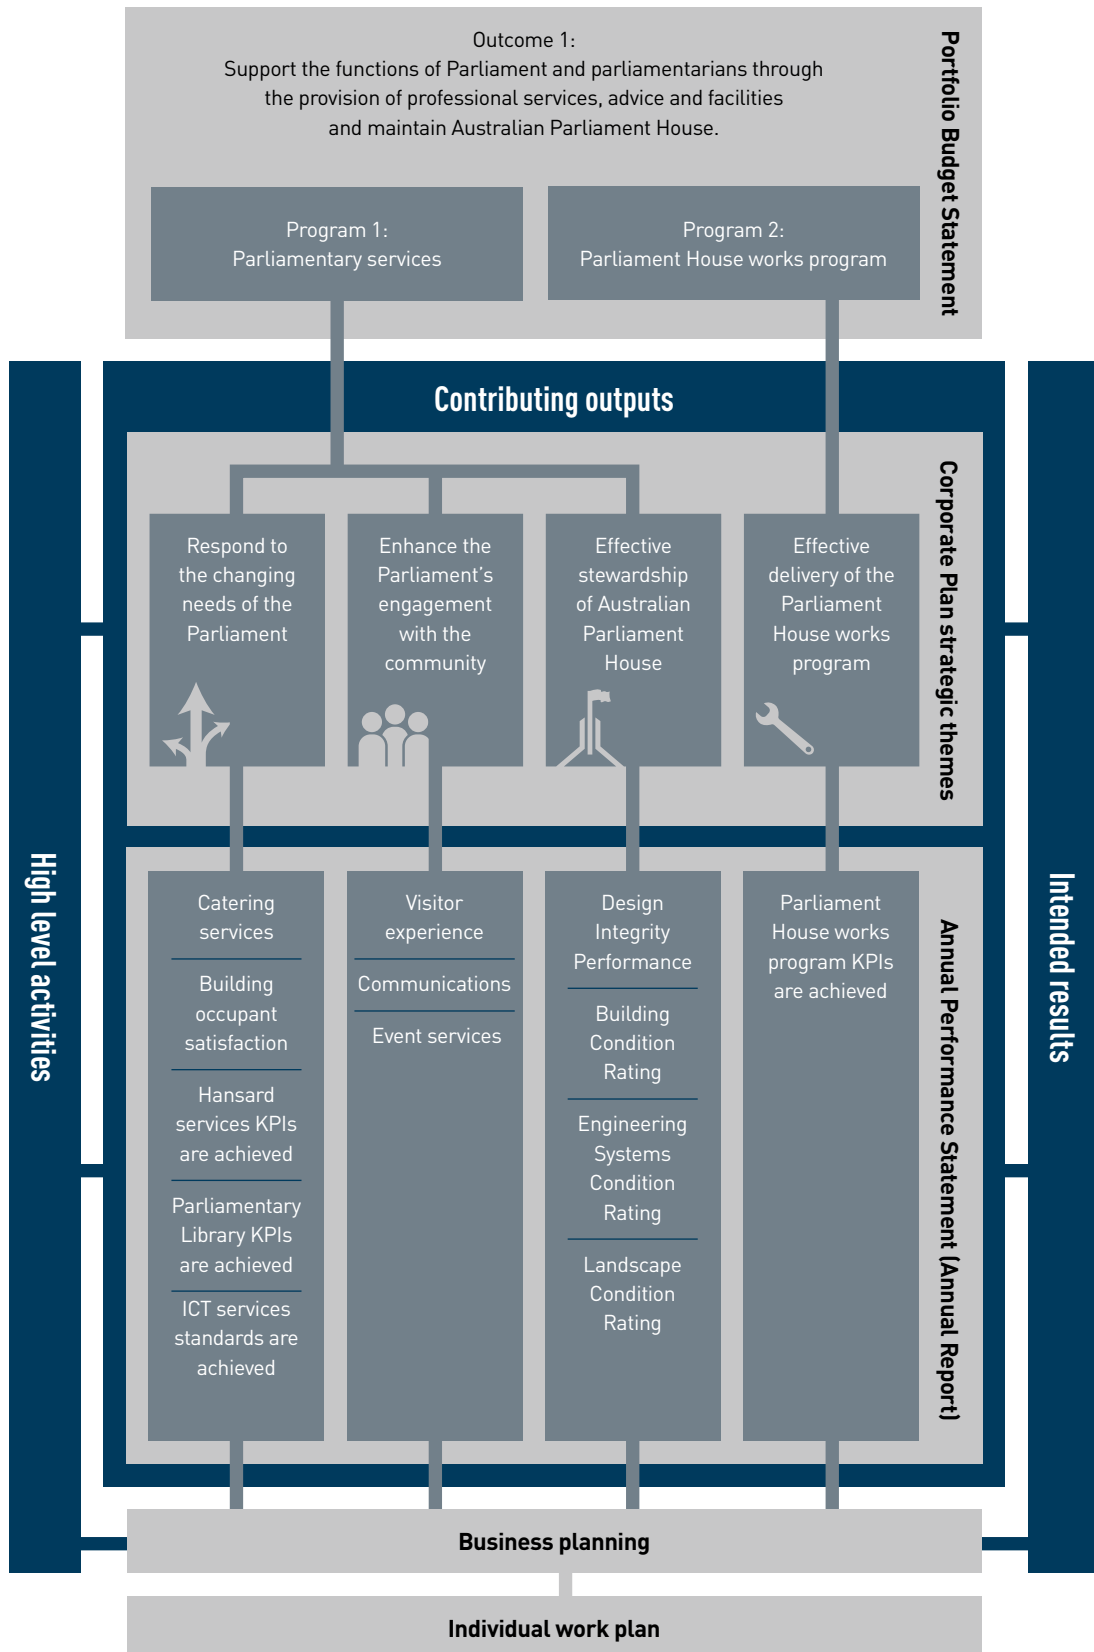 Outcome 1:
Support the functions of Parliament and parliamentarians through
the provision of professional services, advice and facilities
and maintain Australian Parliament House.
Portfolio Budget Statement
Program 1:
Parliamentary services
Program 2:
Parliament House works program
High level activities
Contributing outputs
Intended results
Corporate Plan strategic themes
Respond to
the changing
needs of the
Parliament
Enhance the
Parliament’s
engagement
with the
community
Effective
stewardship
of Australian
Parliament
House
Effective
delivery of the
Parliament
House works
program
Annual Performance Statement (Annual Report)
Catering
services
Building
occupant
satisfaction
Hansard
services KPIs
are achieved
Parliamentary
Library KPIs
are achieved
ICT services
standards are
achieved
Visitor
experience
Communications
Event services
Design
Integrity
Performance
Building
Condition
Rating
Engineering
Systems
Condition
Rating
Landscape
Condition
Rating
Parliament
House works
program KPIs
are achieved
Business planning
Individual work plan